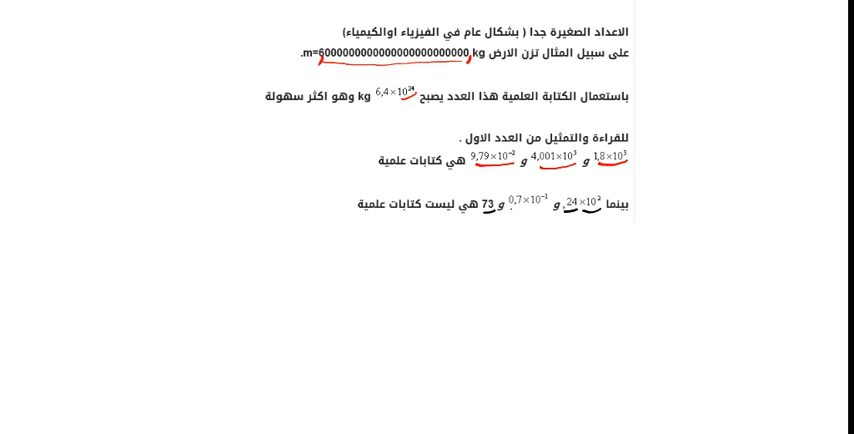 الاعداد الصغيرة جدا ( بشكال عام في الفيزياء اوالكيمياء)
على سبيل المثال تزن الارض m=6000000000000000000000000,kg.
باستعمال الكتابة العلمية هذا العدد يصبح 6,4×10²⁴ kg وهو اكثر سهولة
للقراءة والتمثيل من العدد الاول .
1,8×10³ و 4,001×10⁵ و 9,79×10⁻² هي كتابات علمية
بينما 24×10² و 0,7×10⁻¹ و 73 هي ليست كتابات علمية